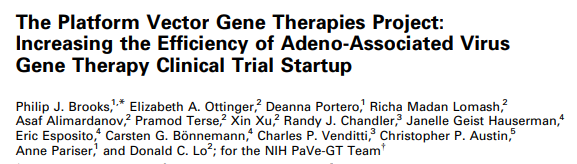 The Platform Vector Gene Therapies Project:
Increasing the Efficiency of Adeno-Associated Virus
Gene Therapy Clinical Trial Startup
Philip J. Brooks,1,* Elizabeth A. Ottinger,2 Deanna Portero,1 Richa Madan Lomash,2
Asaf Alimardanov,2 Pramod Terse,2 Xin Xu,2 Randy J. Chandler,3 Janelle Geist Hauserman,4
Eric Esposito,4 Carsten G. Bönnemann,4 Charles P. Venditti,3 Christopher P. Austin,5
Anne Pariser,1 and Donald C. Lo2; for the NIH PaVe-GT Team†